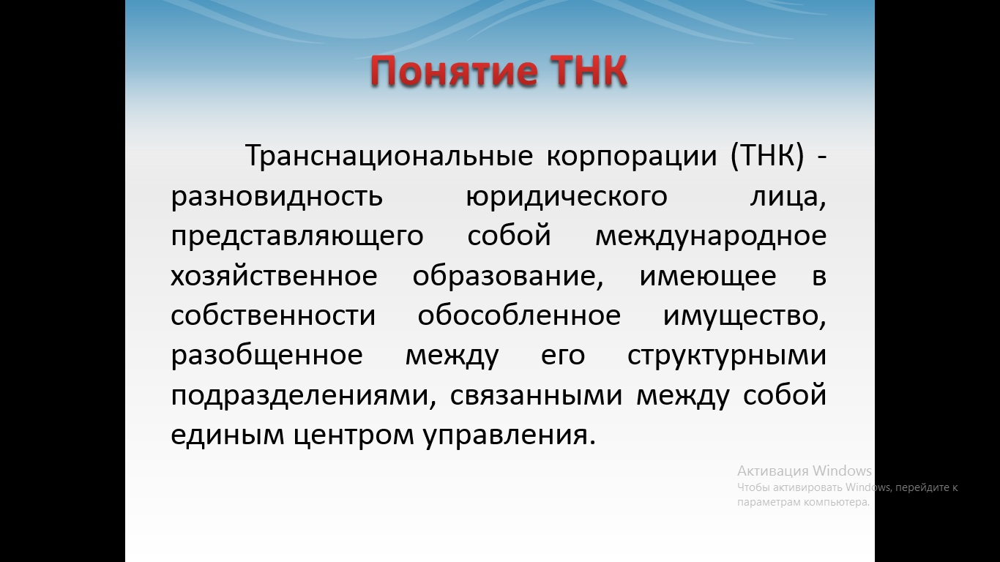 Понятие ТНК
Транснациональные корпорации (ТНК) -
разновидность юридического лица,
представляющего собой международное
хозяйственное образование, имеющее в
собственности обособленное имущество,
разобщенное между его структурными
подразделениями, связанными между собой
единым центром управления.
Активация Windows
Чтобы активировать Windows, перейдите к
параметрам компьютера.